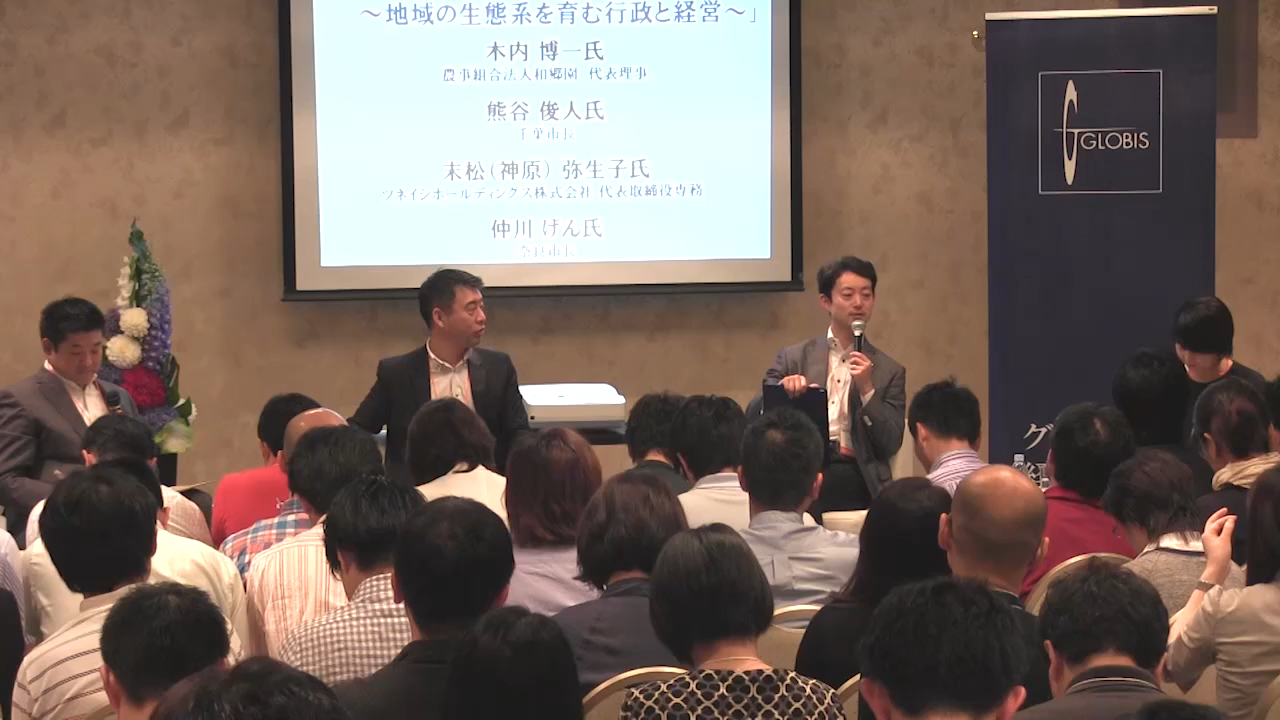 ～地域の生態系を育む行政と経営～」
木内 博一氏
農事組合法人和郷園 代表理事
熊谷 俊人氏
千葉市長
末松（神原） 弥生子氏
ツネイシホールディングス株式会社 代表取締役専務
仲川 げん氏
奈良市長
GLOBIS
グ